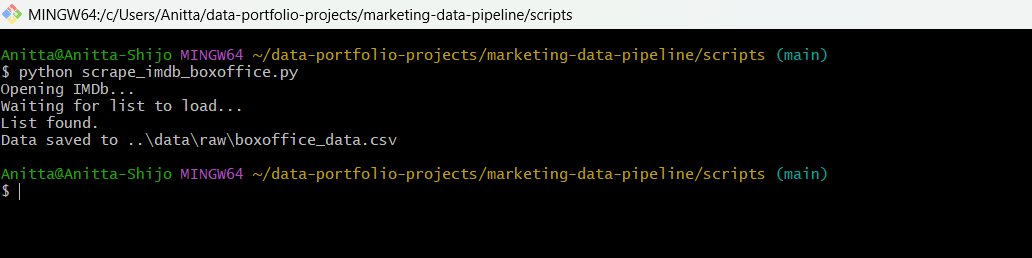 MINGW64:/c/Users/Anitta/data-portfolio-projects/marketing-data-pipeline/scripts
Anitta@Anitta-Shijo MINGW64 ~/data-portfolio-projects/marketing-data-pipeline/scripts (main)
$ python scrape_imdb_boxoffice.py
Opening IMDb...
Waiting for list to load...
List found.
Data saved to ..\data\raw\boxoffice_data.csv
Anitta@Anitta-Shijo MINGW64 ~/data-portfolio-projects/marketing-data-pipeline/scripts (main)
$